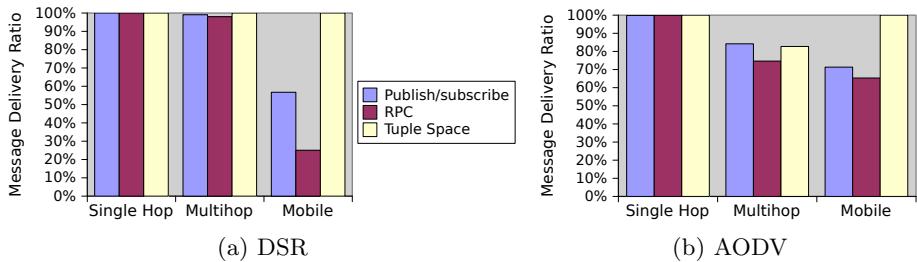 Message Delivery Ratio
100%
90%
80%
70%
60%
50%
40%
30%
20%
10%
0%
Single Hop Multihop Mobile
Publish/subscribe
RPC
Tuple Space
(a) DSR
Message Delivery Ratio
100%
90%
80%
70%
60%
50%
40%
30%
20%
10%
0%
Single Hop Multihop Mobile
(b) AODV